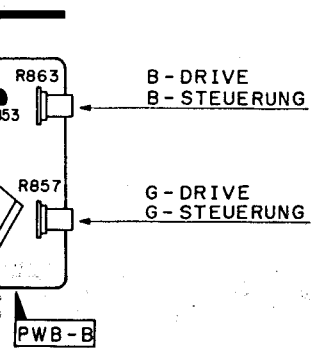 R863
B-DRIVE
B-STEUERUNG
53
R857
G-DRIVE
G-STEUERUNG
PWB-B